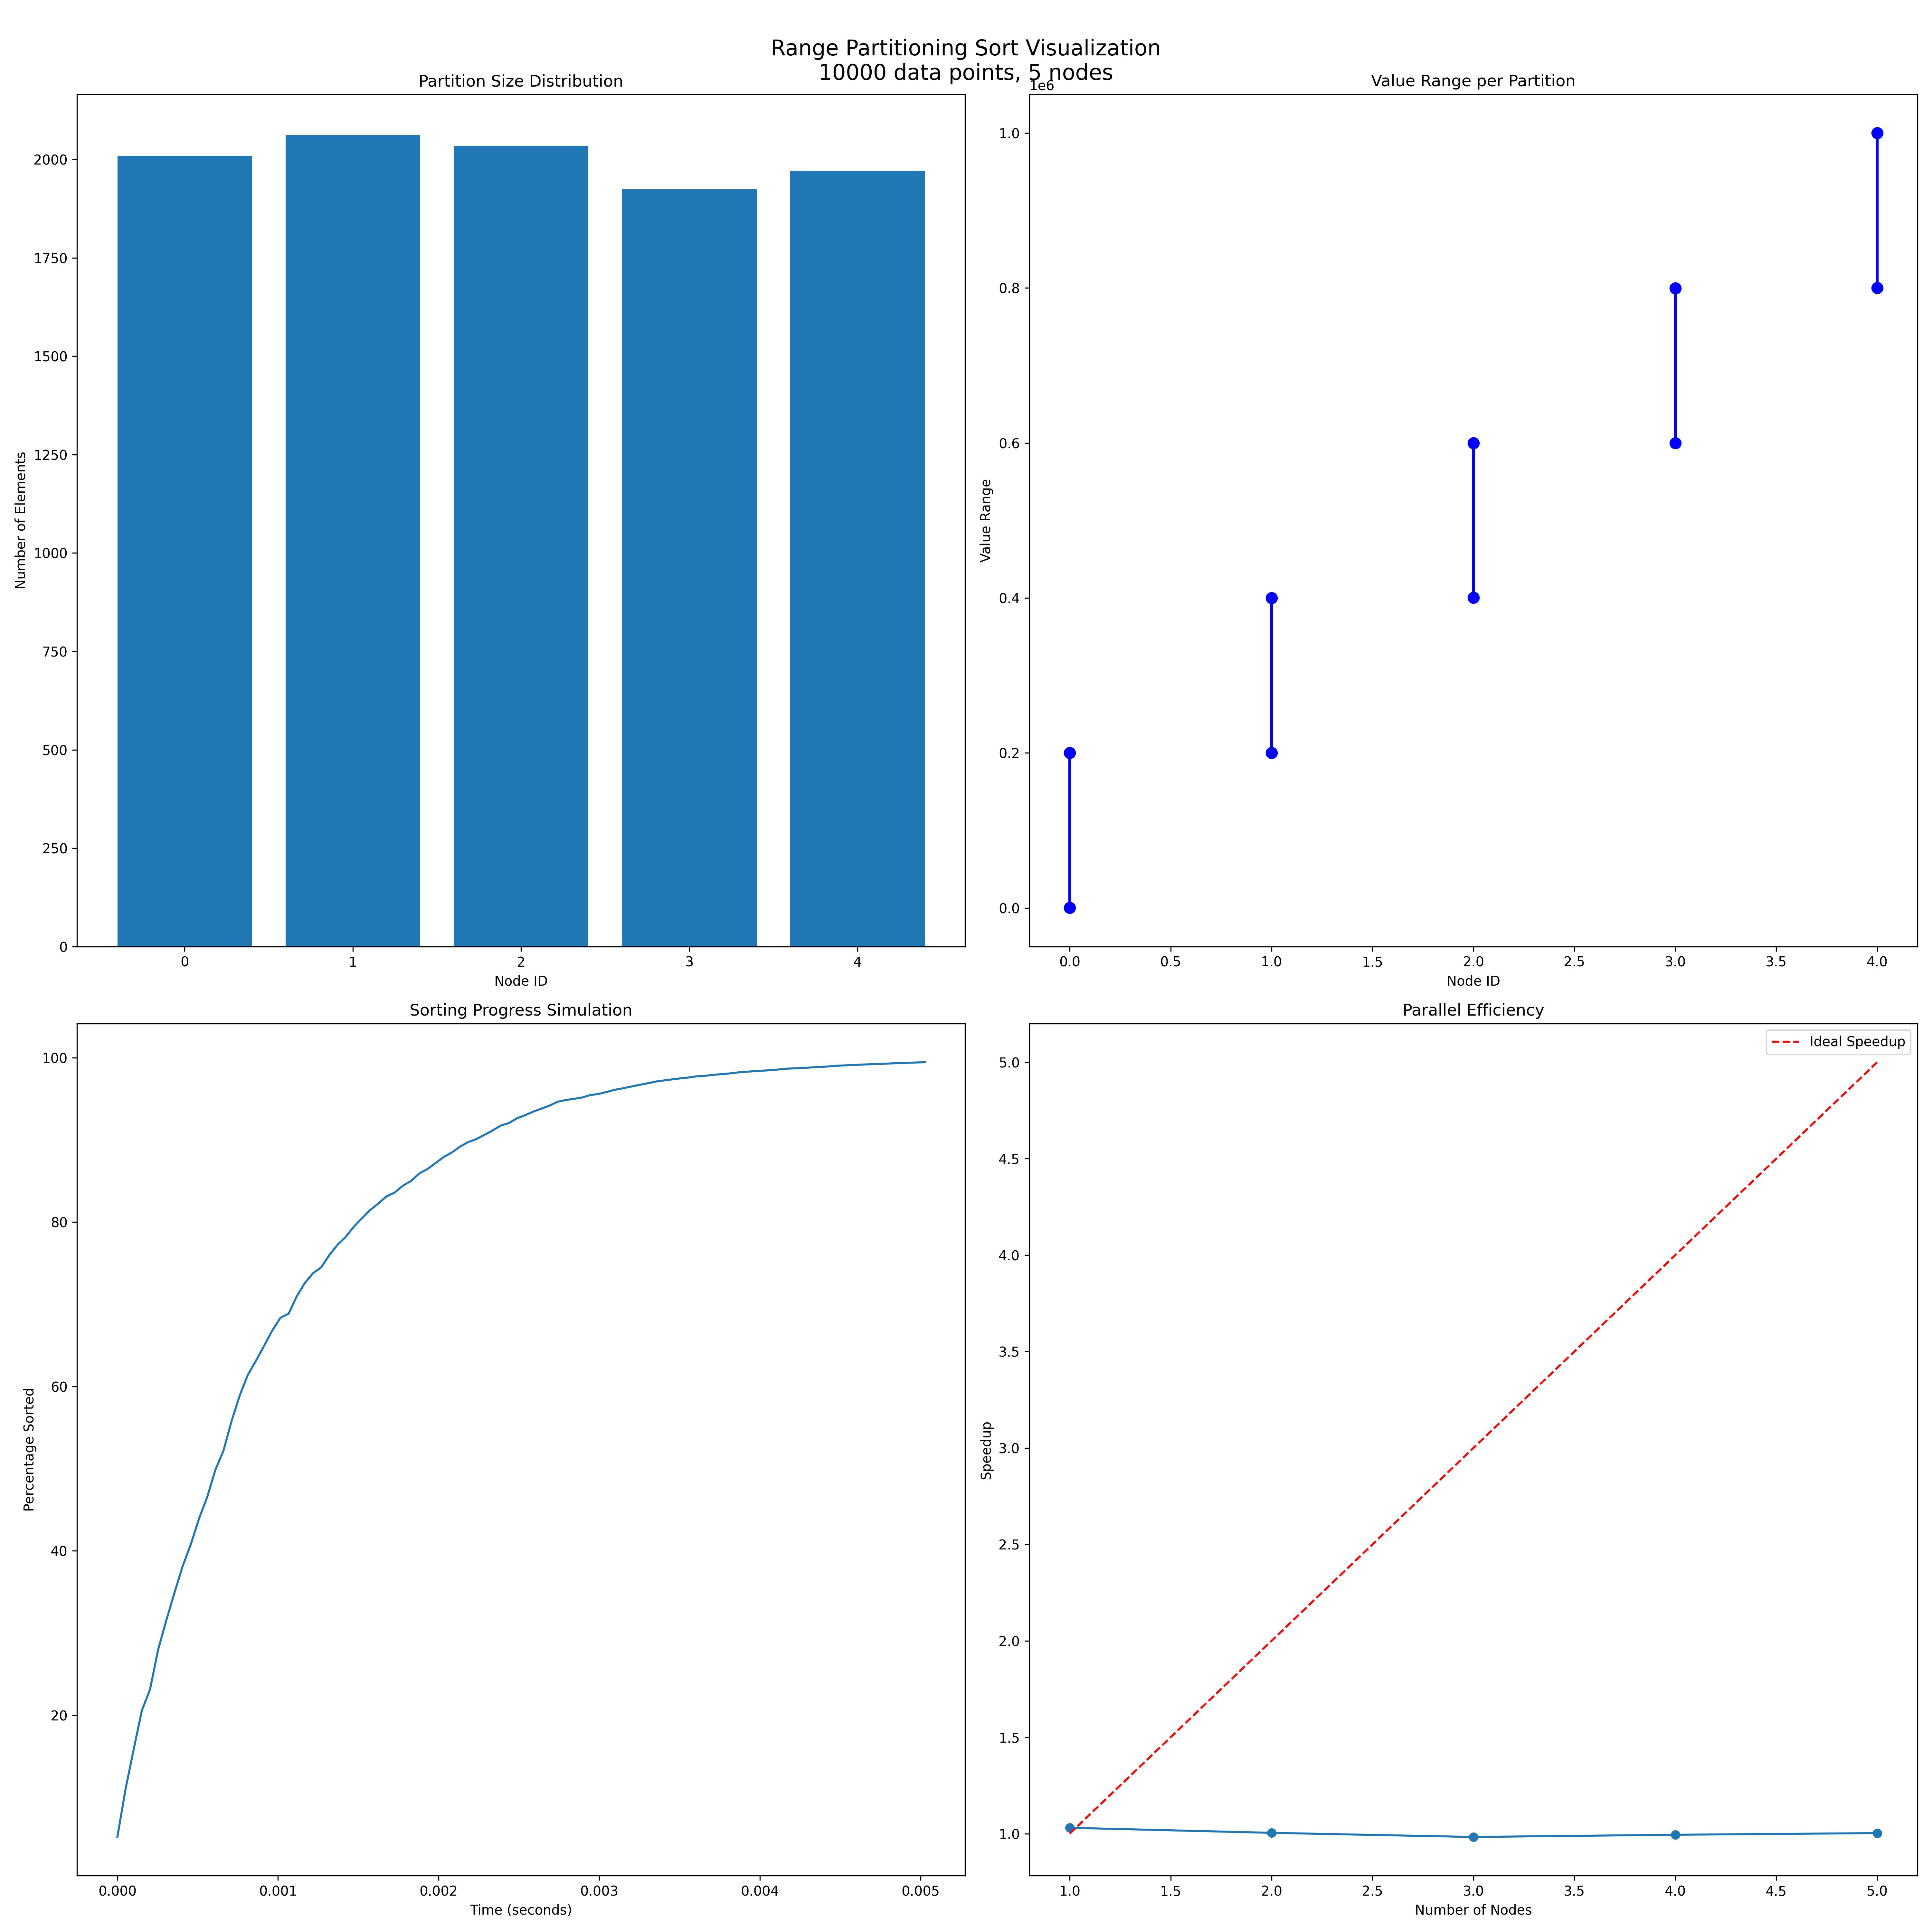 Range Partitioning Sort Visualization
10000 data points, 5 nodes
Partition Size Distribution
Number of Elements
2000
1750
1500
1250
1000
750
500
250
0
0 1 2 3 4
Node ID
Value Range per Partition
1e6
Value Range
1.0
0.8
0.6
0.4
0.2
0.0
0.0 0.5 1.0 1.5 2.0 2.5 3.0 3.5 4.0
Node ID
Sorting Progress Simulation
Percentage Sorted
100
80
60
40
20
0.000 0.001 0.002 0.003 0.004 0.005
Time (seconds)
Parallel Efficiency
Ideal Speedup
Speedup
5.0
4.5
4.0
3.5
3.0
2.5
2.0
1.5
1.0
1.0 1.5 2.0 2.5 3.0 3.5 4.0 4.5 5.0
Number of Nodes